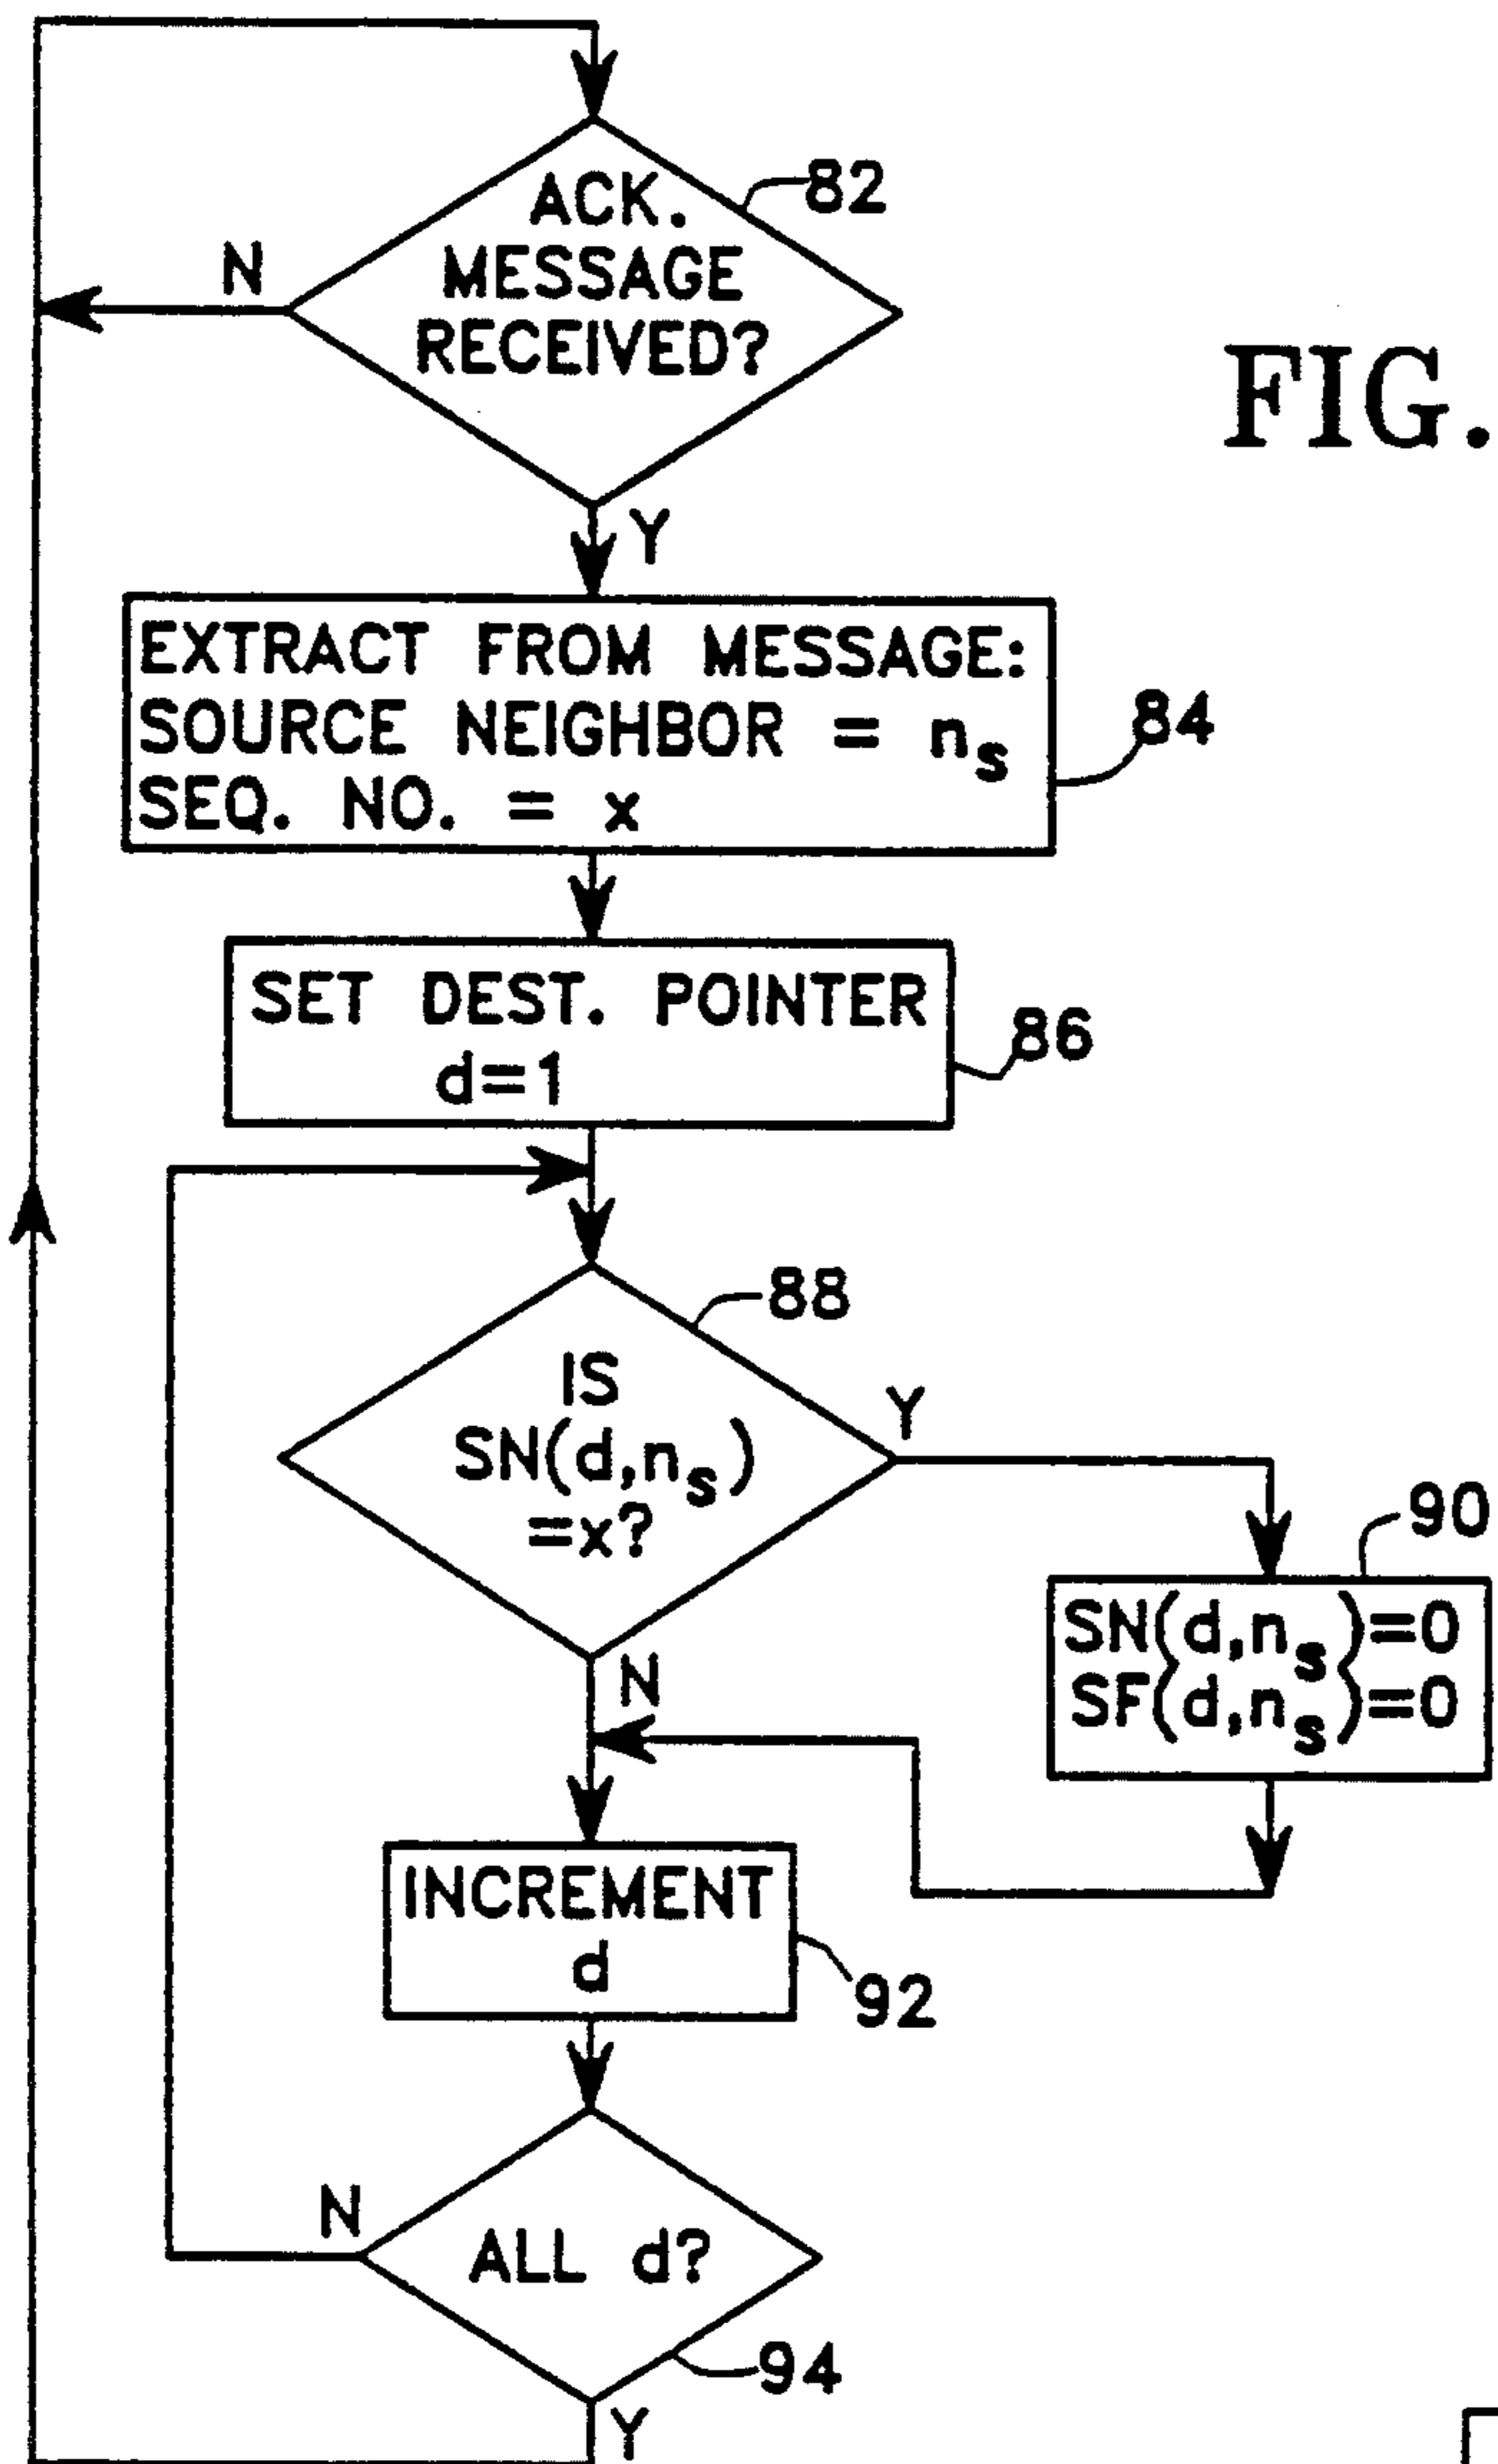 ACK.
MESSAGE
RECEIVED?
82
N
FIG.
Y
EXTRACT FROM MESSAGE:
SOURCE NEIGHBOR = nₛ
SEQ. NO. = x
84
SET DEST. POINTER
d=1
86
88
IS
SN(d,nₛ)
=x?
Y
90
SN(d,nₛ)=0
SF(d,nₛ)=0
N
INCREMENT
d
92
N
ALL d?
94
Y